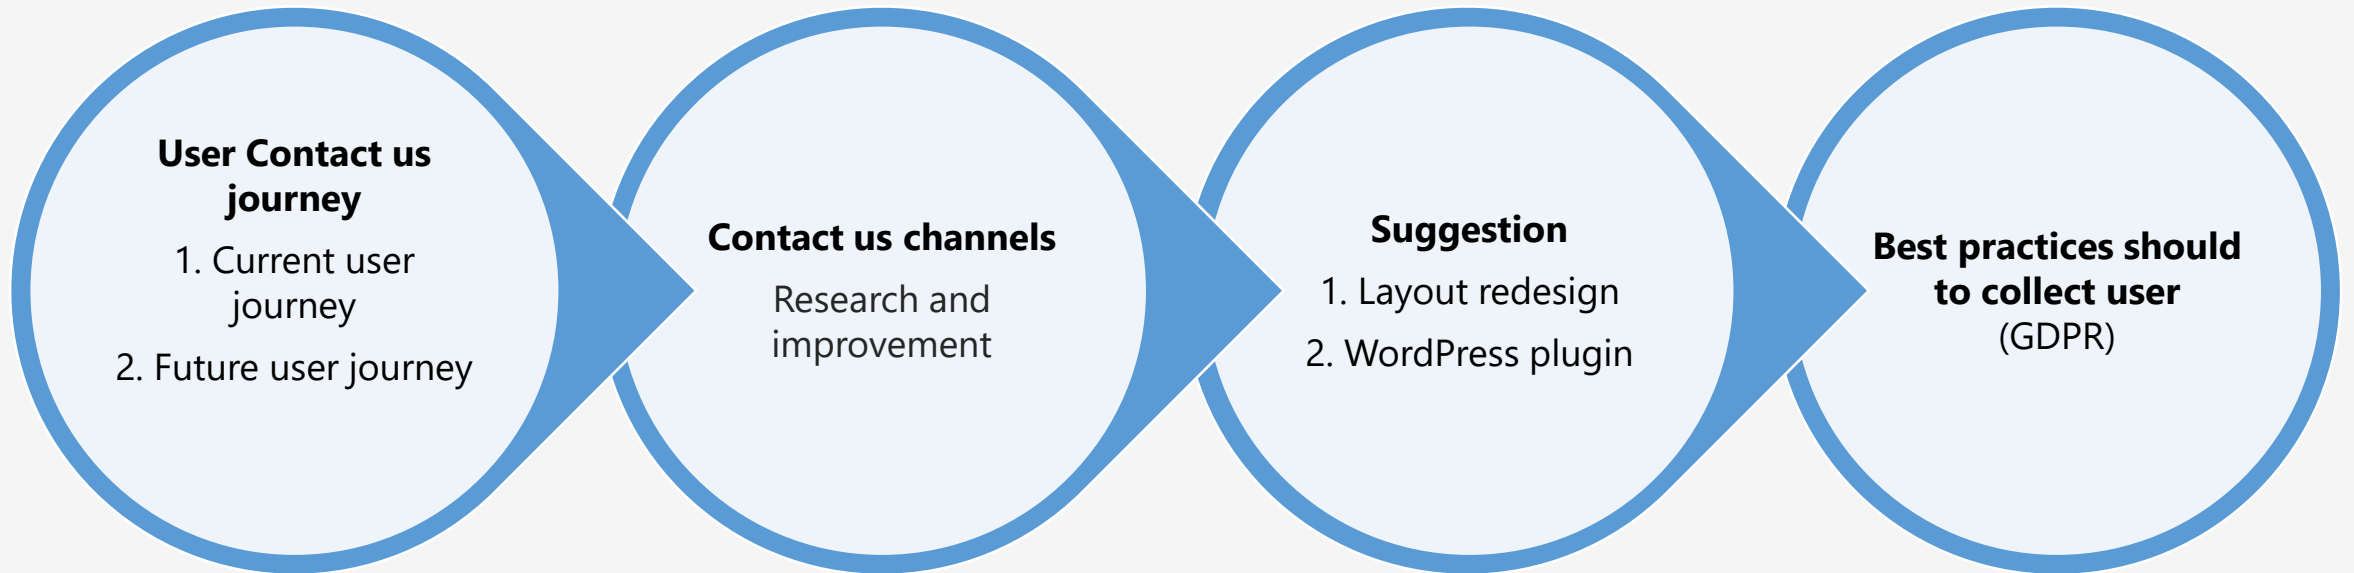 User Contact us
journey
1. Current user
journey
2. Future user journey
Contact us channels
Research and
improvement
Suggestion
1. Layout redesign
2. WordPress plugin
Best practices should
to collect user
(GDPR)